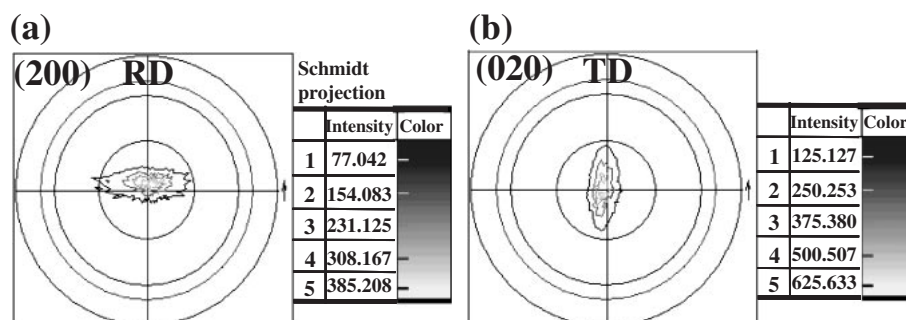 (a)
(200) RD
Schmidt
projection
Intensity Color
1 77.042
2 154.083
3 231.125
4 308.167
5 385.208
(b)
(020) TD
Intensity Color
1 125.127
2 250.253
3 375.380
4 500.507
5 625.633